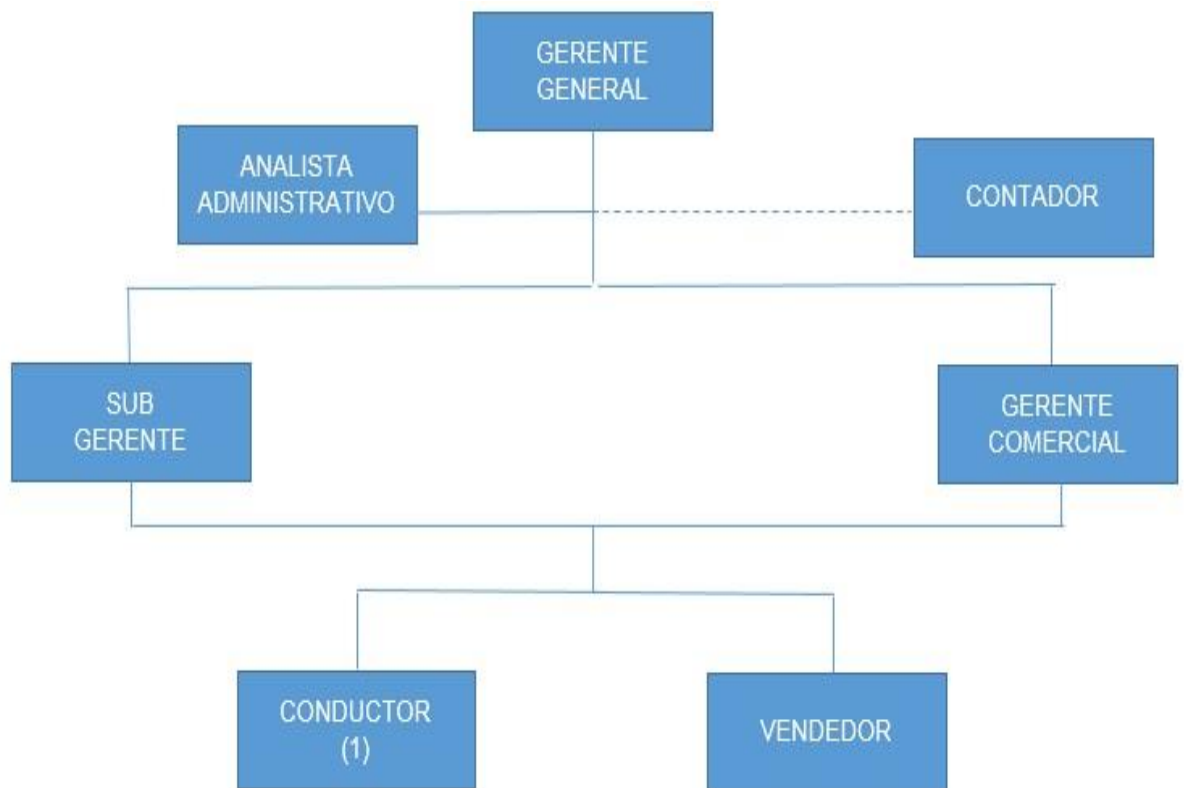 GERENTE
GENERAL
ANALISTA
ADMINISTRATIVO
CONTADOR
SUB
GERENTE
GERENTE
COMERCIAL
CONDUCTOR
(1)
VENDEDOR